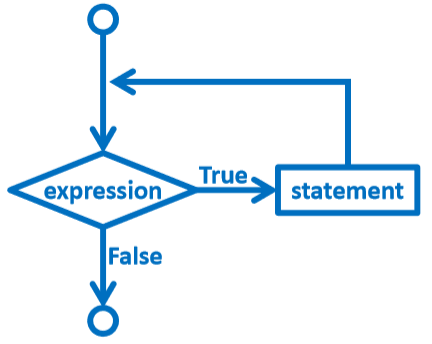 True
expression
statement
False